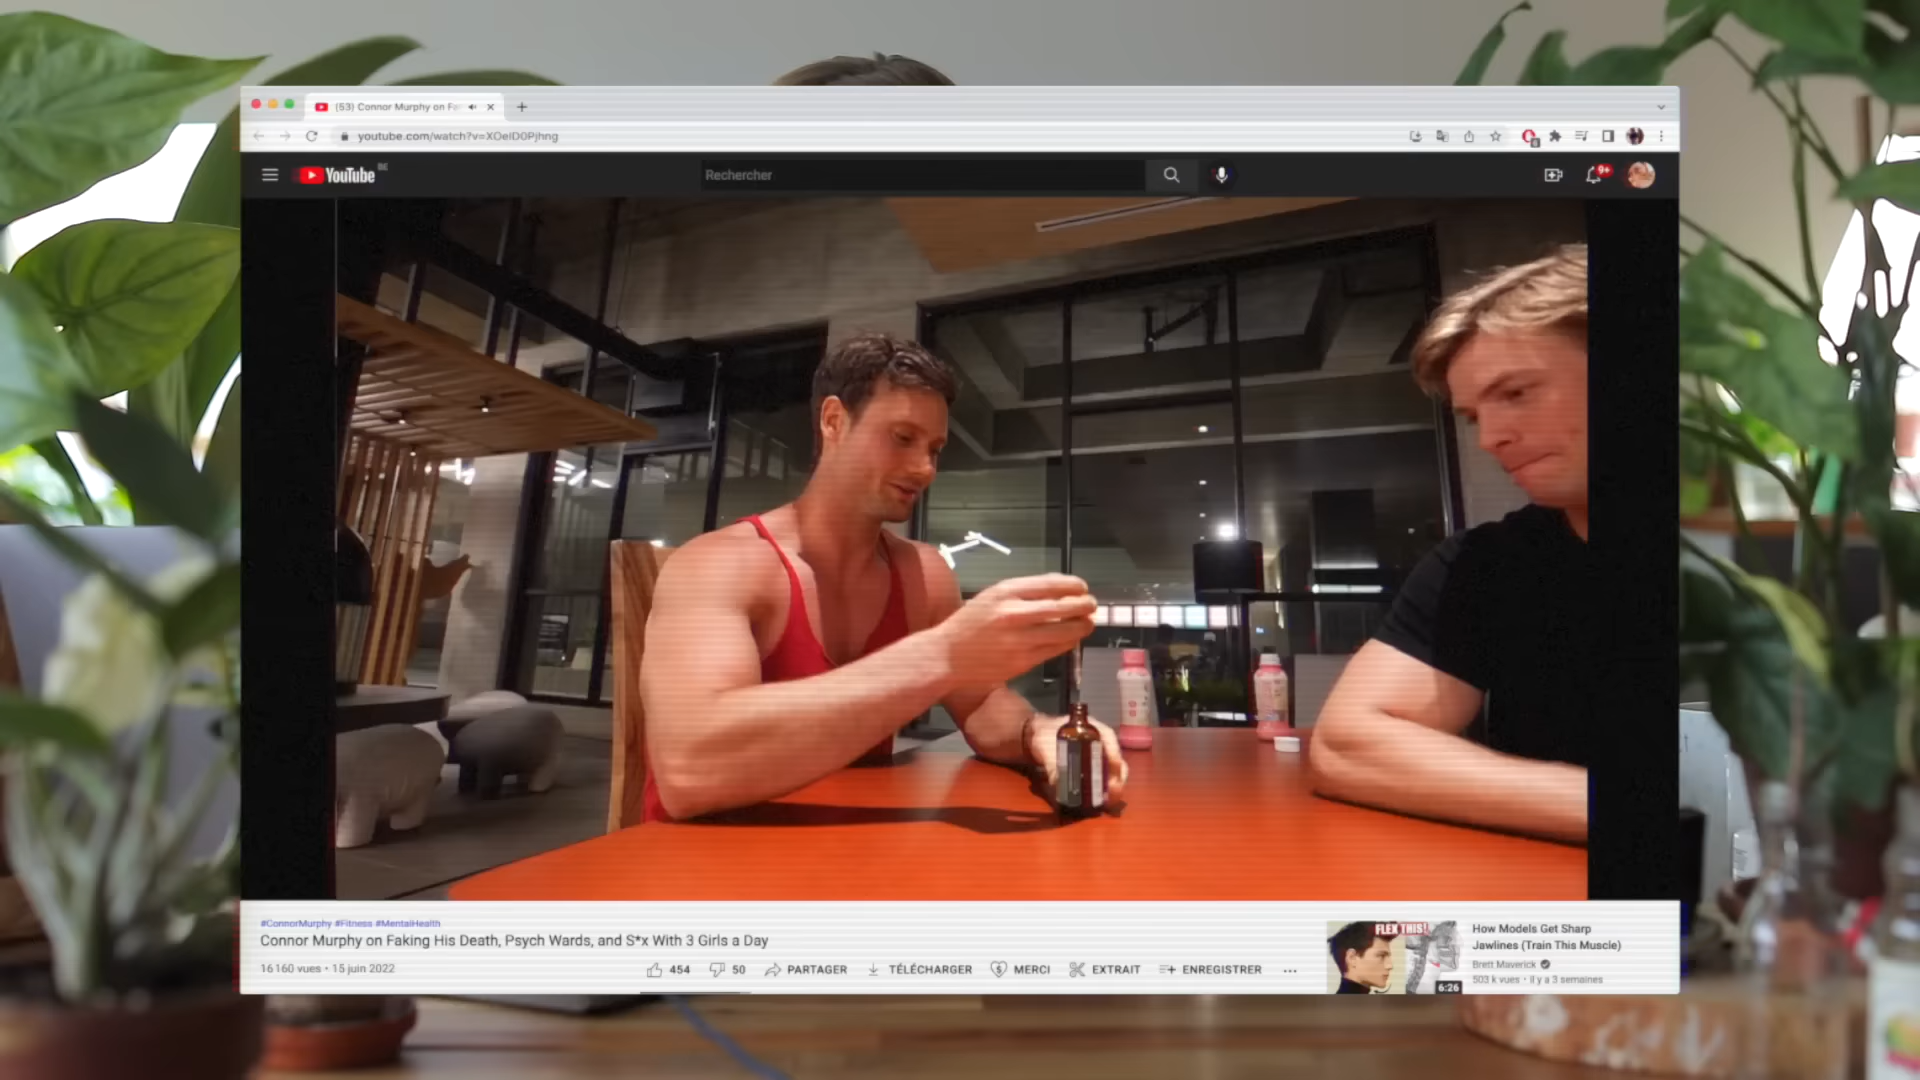 (53) Connor Murphy on Fa
youtube.com/watch?v=XOeID0Pjhng
YouTube BE
Rechercher
9+
#ConnorMurphy #Fitness #MentalHealth
Connor Murphy on Faking His Death, Psych Wards, and S*x With 3 Girls a Day
16 160 vues • 15 juin 2022
454
50
PARTAGER
TÉLÉCHARGER
MERCI
EXTRAIT
ENREGISTRER
FLEX THIS!
6:26
How Models Get Sharp
Jawlines (Train This Muscle)
Brett Maverick
503 k vues • il y a 3 semaines